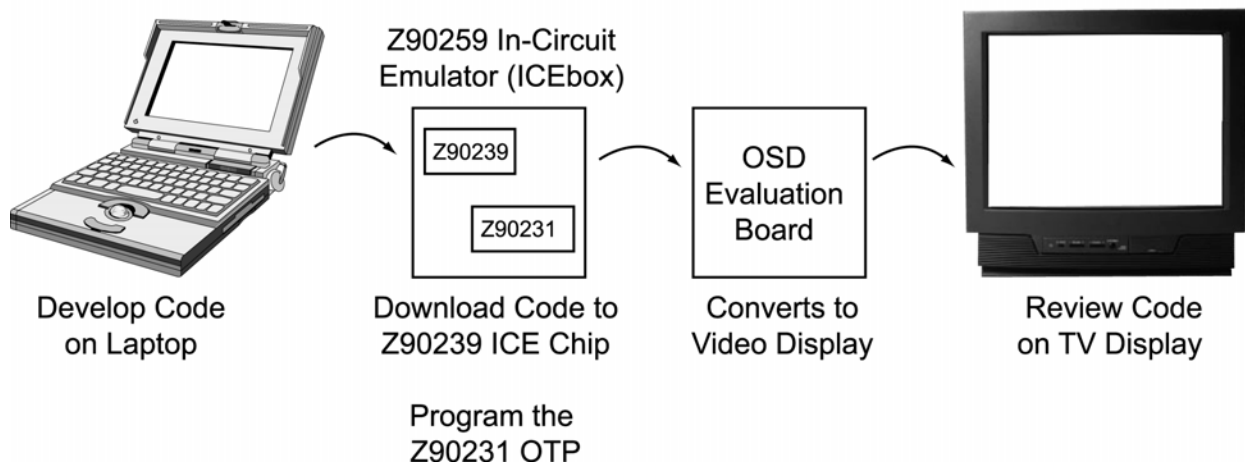 Z90259 In-Circuit
Emulator (ICEbox)
Z90239
Z90231
OSD
Evaluation
Board
Develop Code
on Laptop
Download Code to
Z90239 ICE Chip
Converts to
Video Display
Review Code
on TV Display
Program the
Z90231 OTP